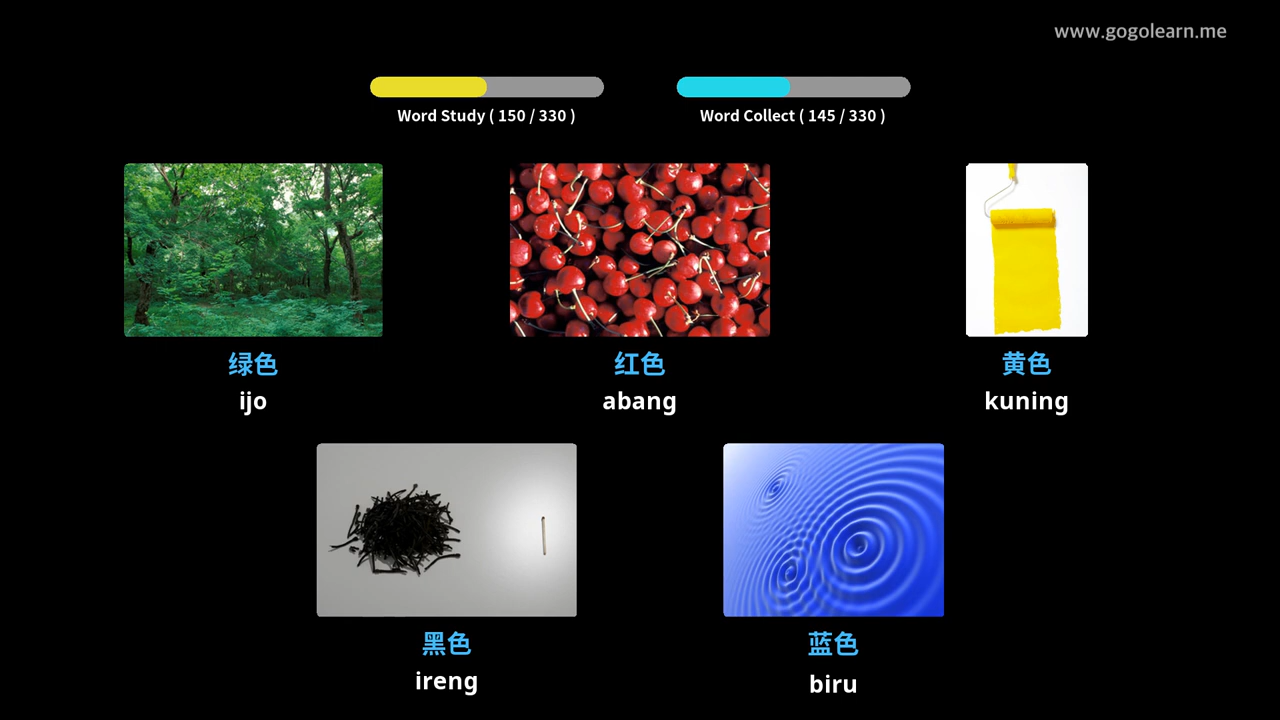 www.gogolearn.me
Word Study ( 150 / 330 )
Word Collect ( 145 / 330 )
绿色
ijo
红色
abang
黄色
kuning
黑色
ireng
蓝色
biru